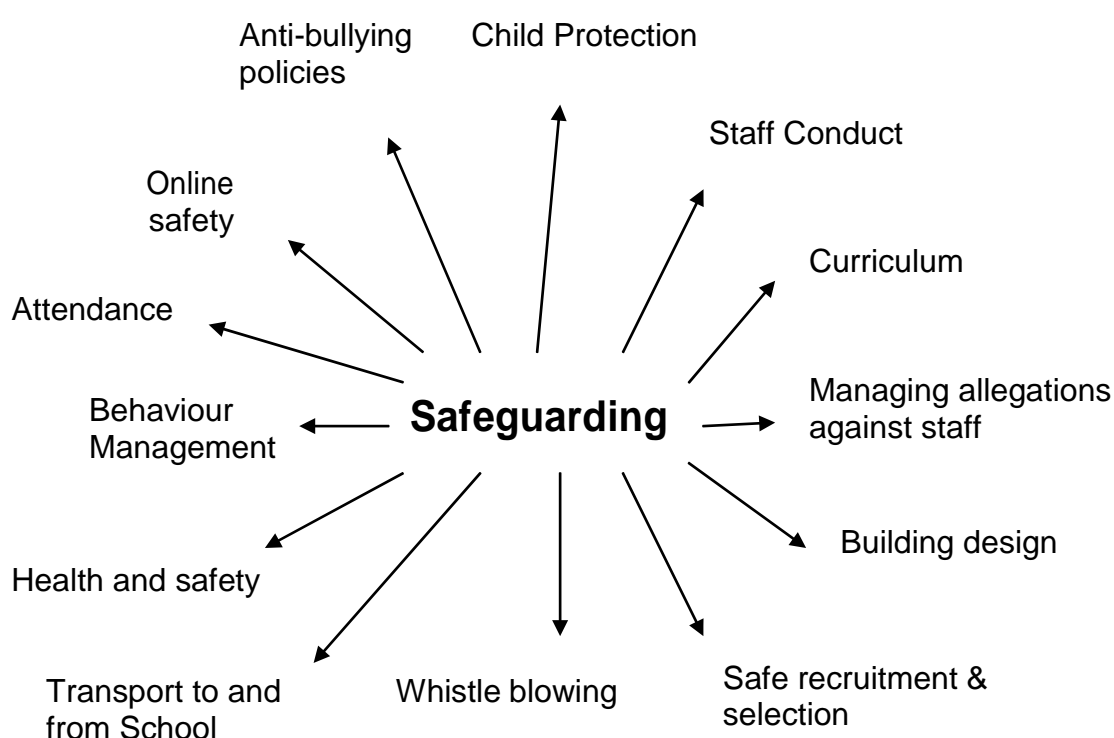 Anti-bullying
policies
Child Protection
Staff Conduct
Online
safety
Curriculum
Attendance
Managing allegations
against staff
Behaviour
Management
Safeguarding
Building design
Health and safety
Transport to and
from School
Whistle blowing
Safe recruitment &
selection